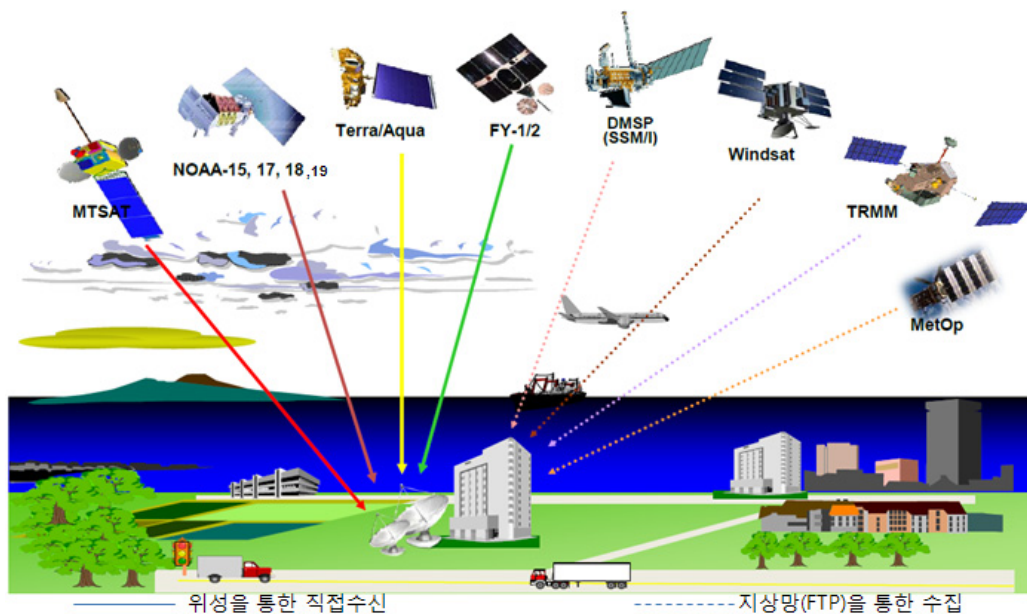 Terra/Aqua
FY-1/2
DMSP
(SSM/I)
Windsat
NOAA-15, 17, 18 ,19
MTSAT
TRMM
MetOp
위성을 통한 직접수신
지상망(FTP)을 통한 수집